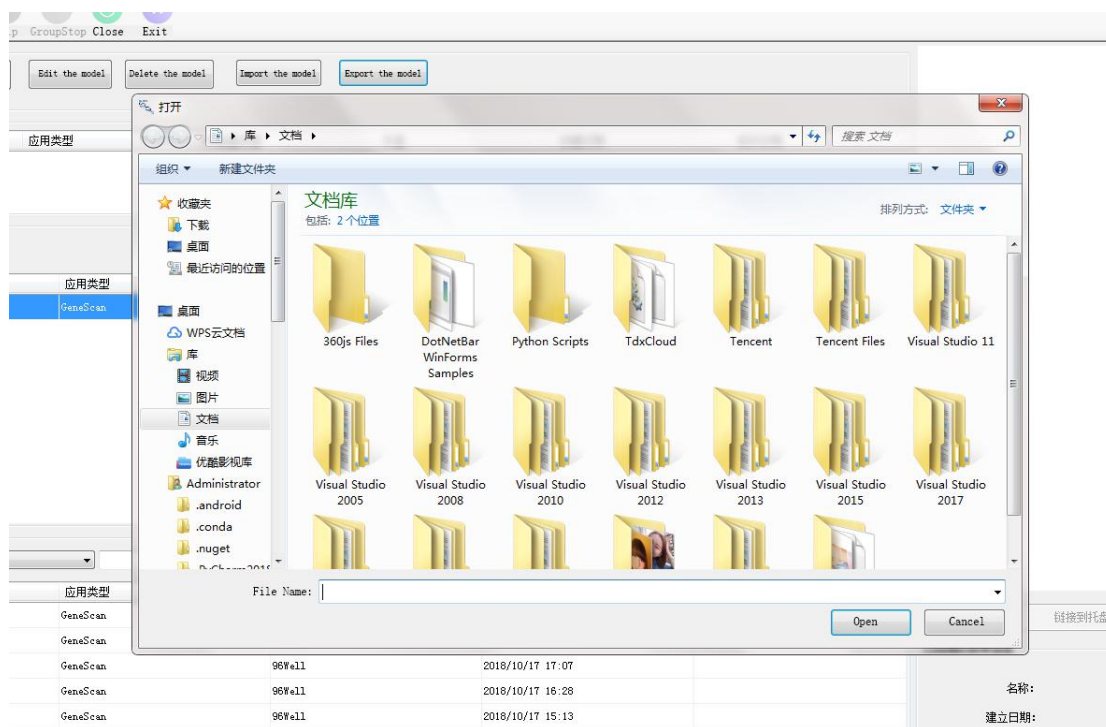 GroupStop Close Exit
Edit the model
Delete the model
Import the model
Export the model
打开
应用类型
库 文档
搜索 文档
组织
新建文件夹
收藏夹
下载
桌面
最近访问的位置
桌面
WPS云文档
库
视频
图片
文档
音乐
优酷影视库
Administrator
.android
.conda
.nuget
文档库
包括: 2 个位置
排列方式: 文件夹
360js Files
DotNetBar
WinForms
Samples
Python Scripts
TdxCloud
Tencent
Tencent Files
Visual Studio 11
Visual Studio
2005
Visual Studio
2008
Visual Studio
2010
Visual Studio
2012
Visual Studio
2013
Visual Studio
2015
Visual Studio
2017
File Name:
Open
Cancel
应用类型
GeneScan
应用类型
GeneScan
GeneScan
GeneScan 96Well 2018/10/17 17:07
GeneScan 96Well 2018/10/17 16:28
GeneScan 96Well 2018/10/17 15:13
链接到托盘
名称:
建立日期: